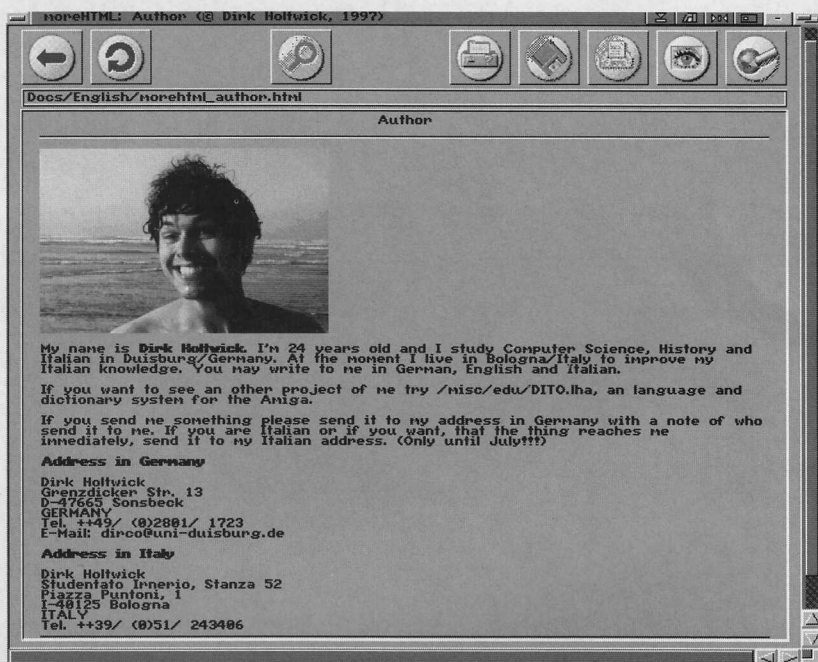 moreHTML: Author (© Dirk Holtwick, 1997)
Docs/English/morehtml_author.html
Author
My name is Dirk Holtwick. I'm 24 years old and I study Computer Science, History and
Italian in Duisburg/Germany. At the moment I live in Bologna/Italy to improve my
Italian knowledge. You may write to me in German, English and Italian.
If you want to see an other project of me try /misc/edu/DITO.lha, an language and
dictionary system for the Amiga.
If you send me something please send it to my address in Germany with a note of who
send it to me. If you are Italian or if you want, that the thing reaches me
immediately, send it to my Italian address. (Only until July!!!)
Address in Germany
Dirk Holtwick
Grenzdicker Str. 13
D-47665 Sonsbeck
GERMANY
Tel. ++49/ (0)2801/ 1723
E-Mail: dirco@uni-duisburg.de
Address in Italy
Dirk Holtwick
Studentato Irnerio, Stanza 52
Piazza Puntoni, 1
I-40125 Bologna
ITALY
Tel. ++39/ (0)51/ 243406